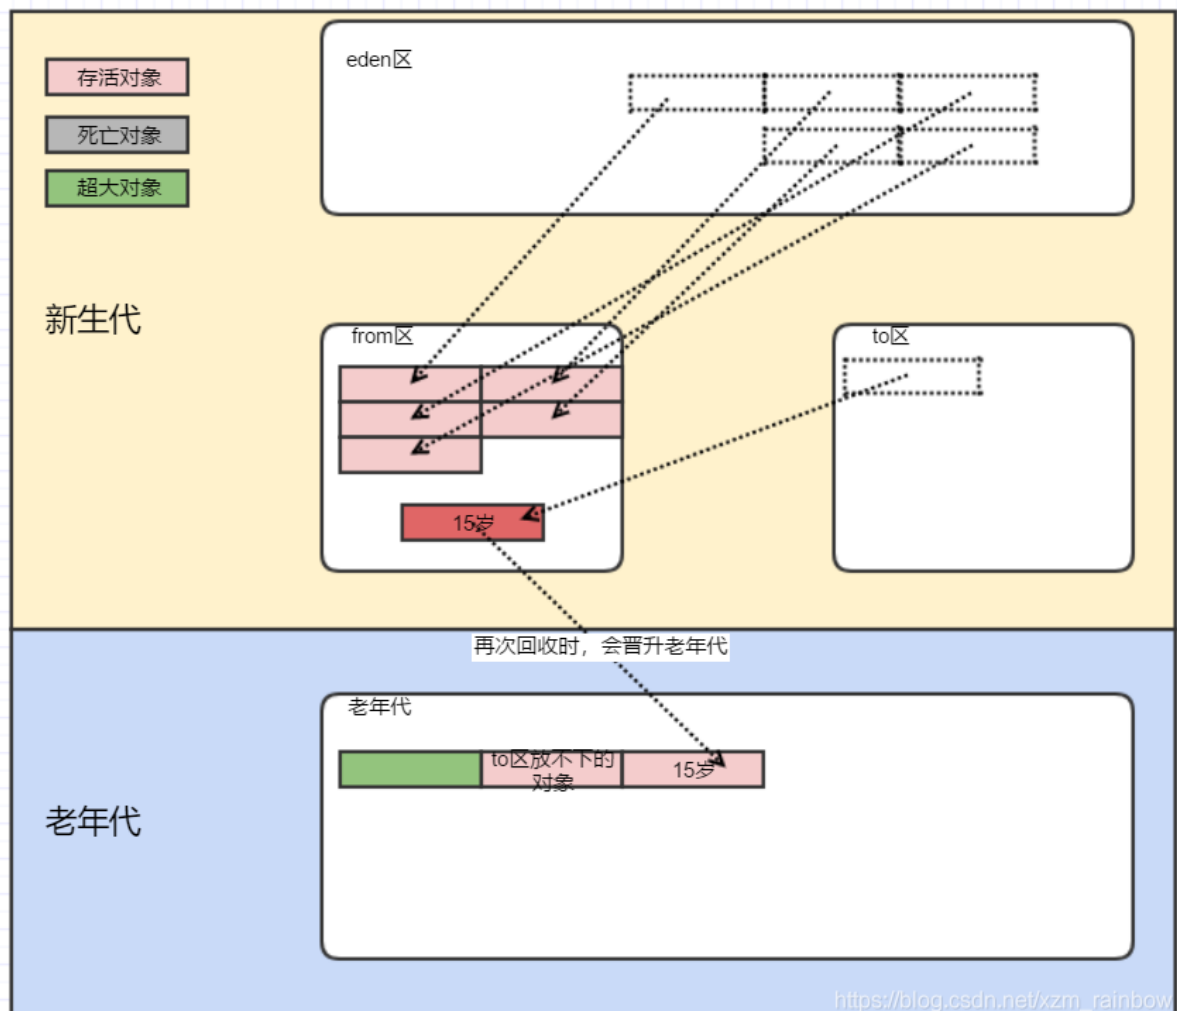 eden区
存活对象
死亡对象
超大对象
新生代
from区
to区
15岁
再次回收时，会晋升老年代
老年代
to区放不下的
对象
15岁
老年代
https://blog.csdn.net/xzm_rainbow